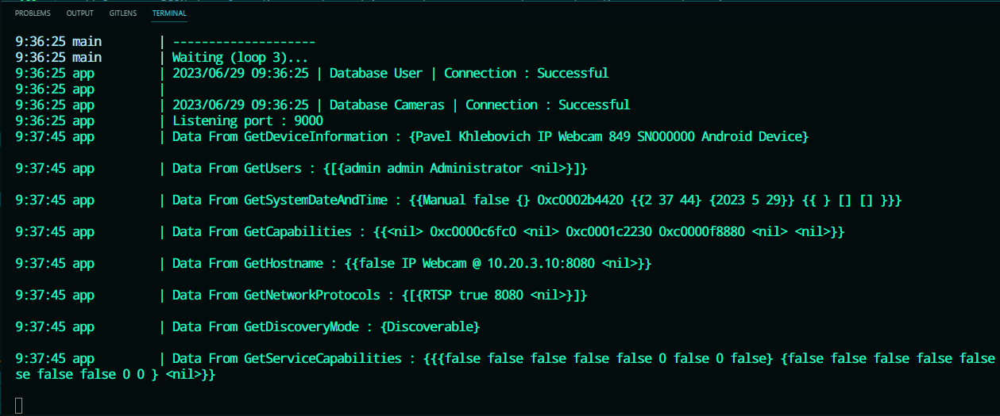 PROBLEMS OUTPUT GITLENS TERMINAL
9:36:25 main | --------------------
9:36:25 main | Waiting (loop 3)...
9:36:25 app | 2023/06/29 09:36:25 | Database User | Connection : Successful
9:36:25 app |
9:36:25 app | 2023/06/29 09:36:25 | Database Cameras | Connection : Successful
9:36:25 app | Listening port : 9000
9:37:45 app | Data From GetDeviceInformation : {Pavel Khlebovich IP Webcam 849 SN000000 Android Device}
9:37:45 app | Data From GetUsers : {[{admin admin Administrator <nil>}]}
9:37:45 app | Data From GetSystemDateAndTime : {{Manual false {} 0xc0002b4420 {{2 37 44} {2023 5 29}} {{ } [] [] }}}
9:37:45 app | Data From GetCapabilities : {{<nil> 0xc0000c6fc0 <nil> 0xc0001c2230 0xc0000f8880 <nil> <nil>}}
9:37:45 app | Data From GetHostname : {{false IP Webcam @ 10.20.3.10:8080 <nil>}}
9:37:45 app | Data From GetNetworkProtocols : {[{RTSP true 8080 <nil>}]}
9:37:45 app | Data From GetDiscoveryMode : {Discoverable}
9:37:45 app | Data From GetServiceCapabilities : {{{false false false false false 0 false 0 false} {false false false false false
se false false 0 0 } <nil>}}